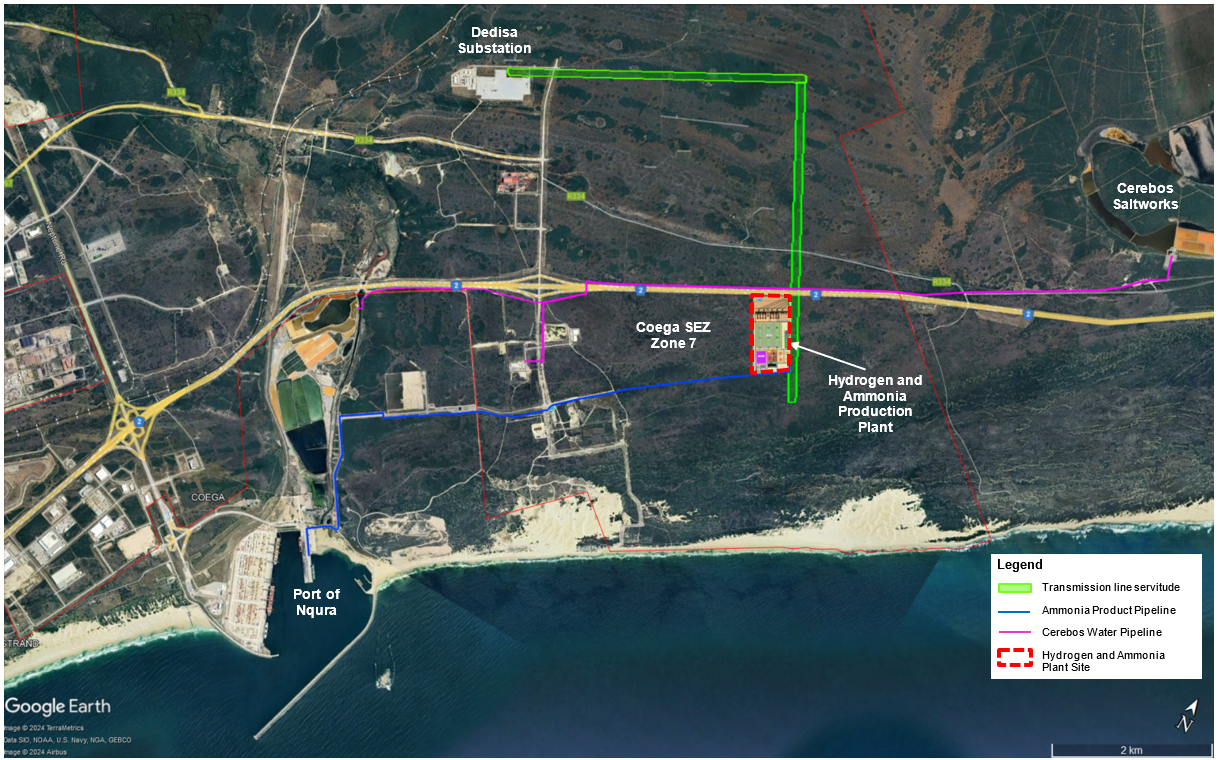 Dedisa
Substation
R334
R334
R334
Cerebos
Saltworks
R334
2
2
2
2
Coega SEZ
Zone 7
Hydrogen and
Ammonia
Production
Plant
2
COEGA
Port of
Nqura
STRAND
Legend
Transmission line servitude
Ammonia Product Pipeline
Cerebos Water Pipeline
Hydrogen and Ammonia
Plant Site
Google Earth
Image © 2024 TerraMetrics
Data SIO, NOAA, U.S. Navy, NGA, GEBCO
Image © 2024 Airbus
N
2 km